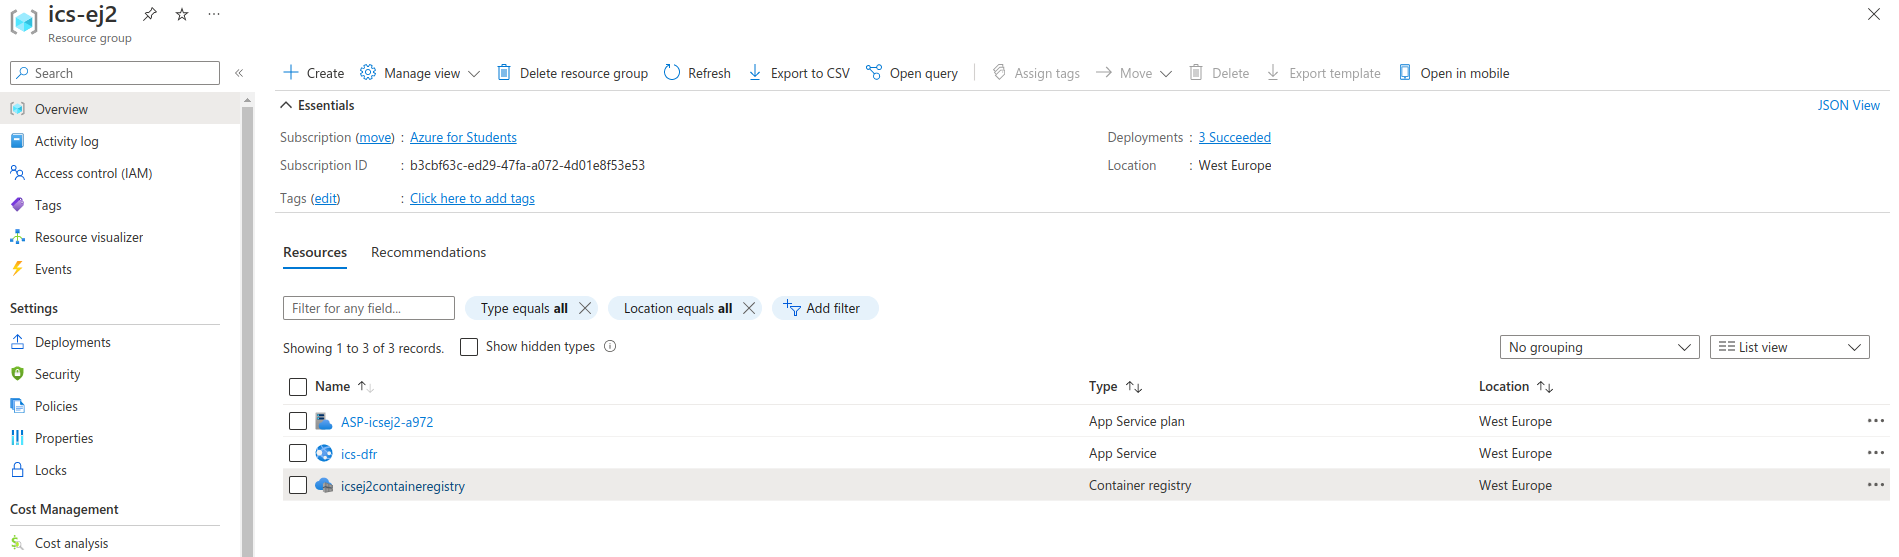 ics-ej2
Resource group
Search
Overview
Activity log
Access control (IAM)
Tags
Resource visualizer
Events
Settings
Deployments
Security
Policies
Properties
Locks
Cost Management
Cost analysis
Create Manage view Delete resource group Refresh Export to CSV Open query Assign tags Move Delete Export template Open in mobile
Essentials JSON View
Subscription (move) : Azure for Students Deployments : 3 Succeeded
Subscription ID : b3cbf63c-ed29-47fa-a072-4d01e8f53e53 Location : West Europe
Tags (edit) : Click here to add tags
Resources Recommendations
Filter for any field... Type equals all Location equals all Add filter
Showing 1 to 3 of 3 records. Show hidden types No grouping List view
Name Type Location
ASP-icsej2-a972 App Service plan West Europe
ics-dfr App Service West Europe
icsej2containeregistry Container registry West Europe